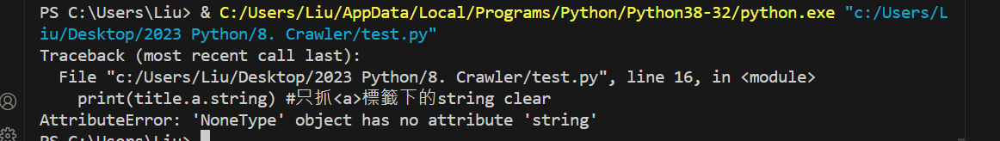 PS C:\Users\Liu> & C:/Users/Liu/AppData/Local/Programs/Python/Python38-32/python.exe "c:/Users/L
iu/Desktop/2023 Python/8. Crawler/test.py"
Traceback (most recent call last):
  File "c:/Users/Liu/Desktop/2023 Python/8. Crawler/test.py", line 16, in <module>
    print(title.a.string) #只抓<a>標籤下的string clear
AttributeError: 'NoneType' object has no attribute 'string'
PS C:\Users\Liu>